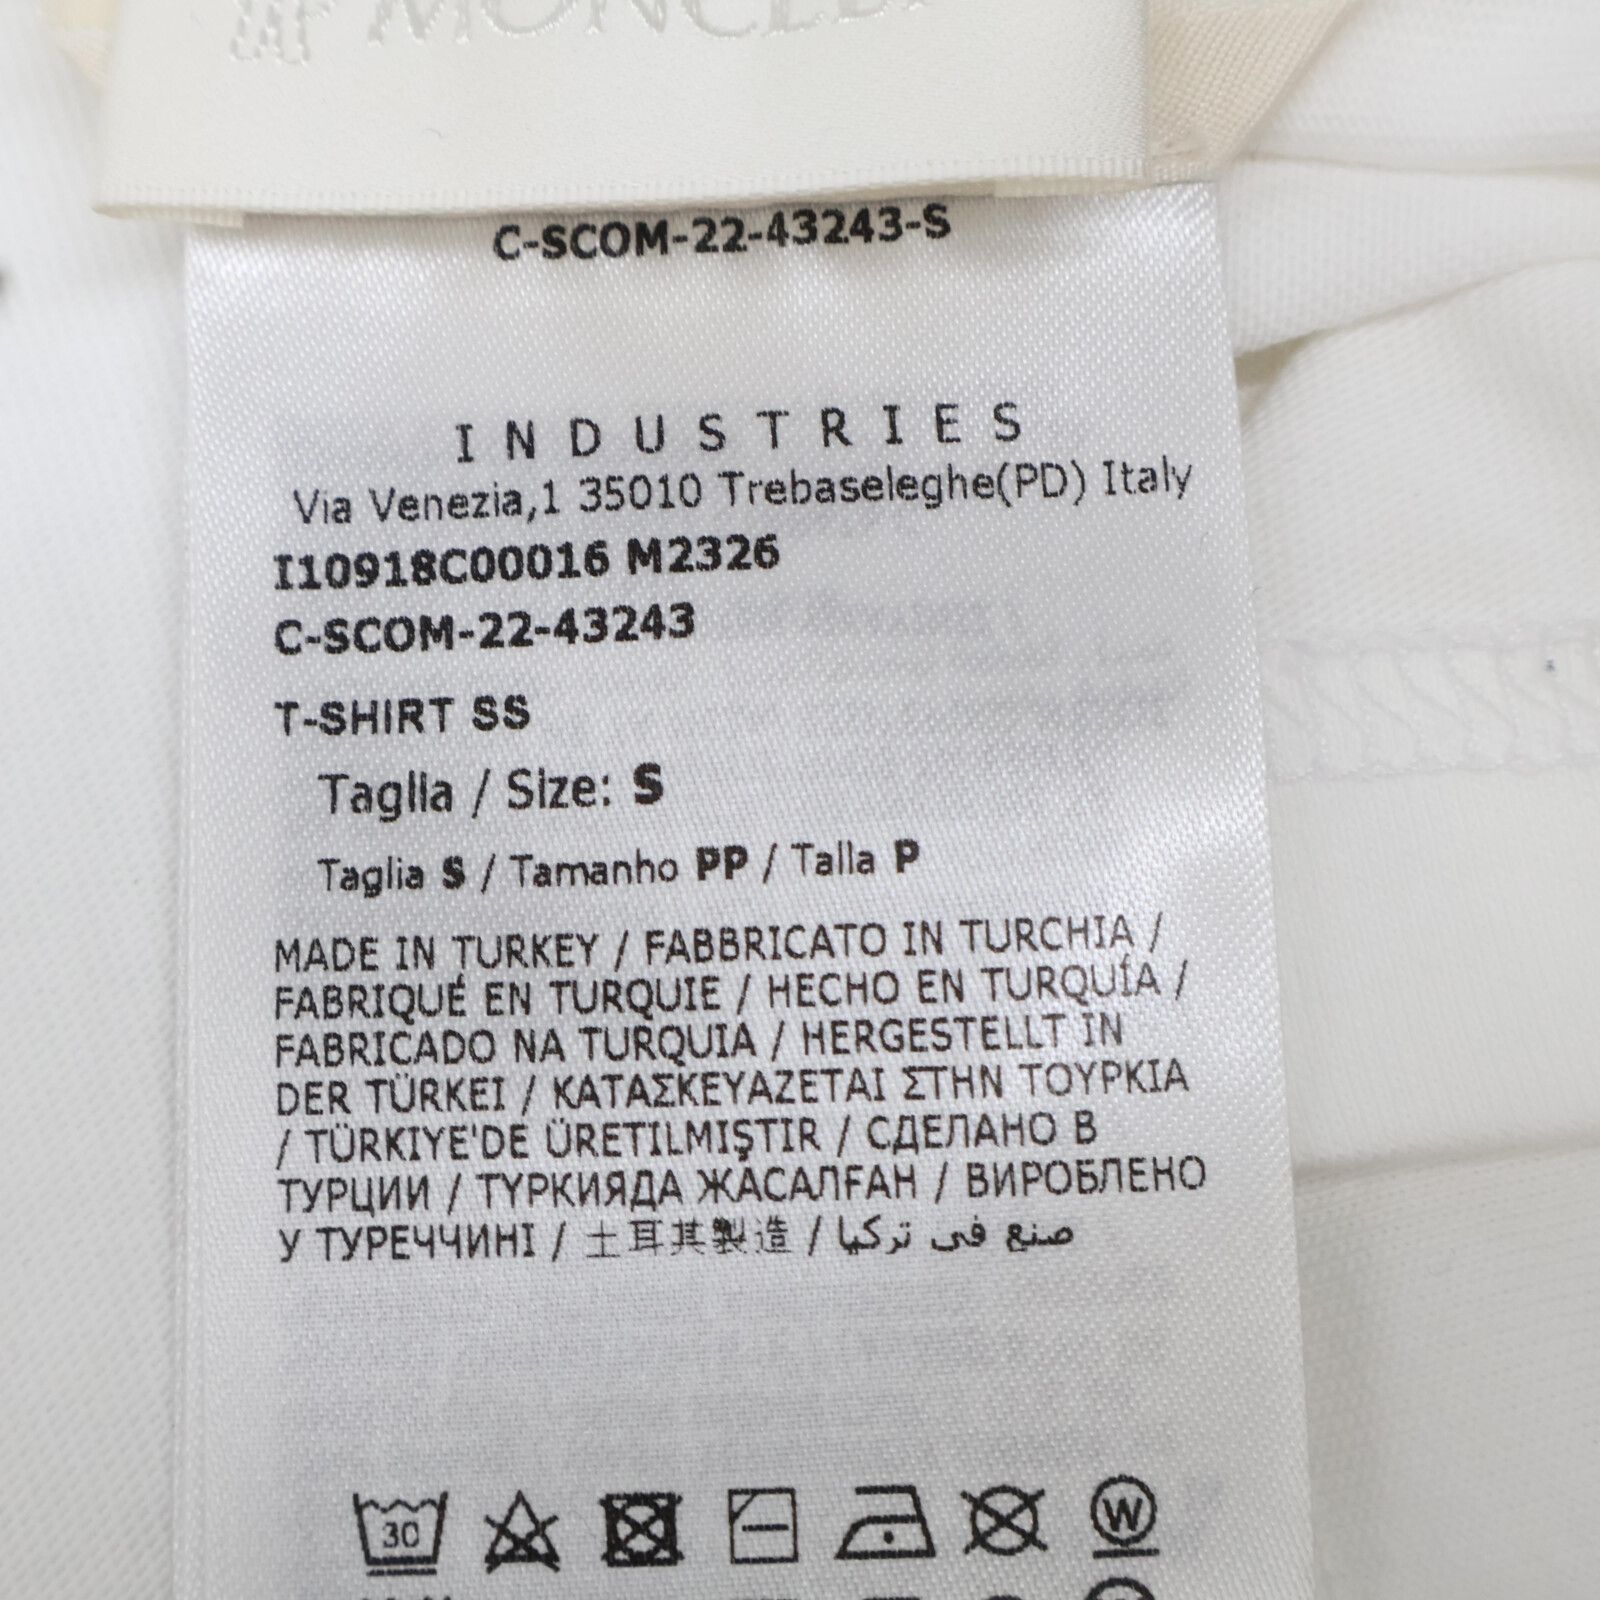 MONCLER
C-SCOM-22-43243-S
INDUSTRIES
Via Venezia,1 35010 Trebaseleghe(PD) Italy
I10918C00016 M2326
C-SCOM-22-43243
T-SHIRT SS
Taglia / Size: S
Taglia S / Tamanho PP / Talla P
MADE IN TURKEY / FABBRICATO IN TURCHIA /
FABRIQUÉ EN TURQUIE / HECHO EN TURQUÍA /
FABRICADO NA TURQUIA / HERGESTELLT IN
DER TÜRKEI / ΚΑΤΑΣΚΕΥΑΖΕΤΑΙ ΣΤΗΝ ΤΟΥΡΚΙΑ
/ TÜRKIYE'DE ÜRETILMIŞTIR / СДЕЛАНО В
ТУРЦИИ / ТҮРКИЯДА ЖАСАЛҒАН / ВИРОБЛЕНО
У ТУРЕЧЧИНІ / 土耳其製造 / صنع في تركيا
30
W